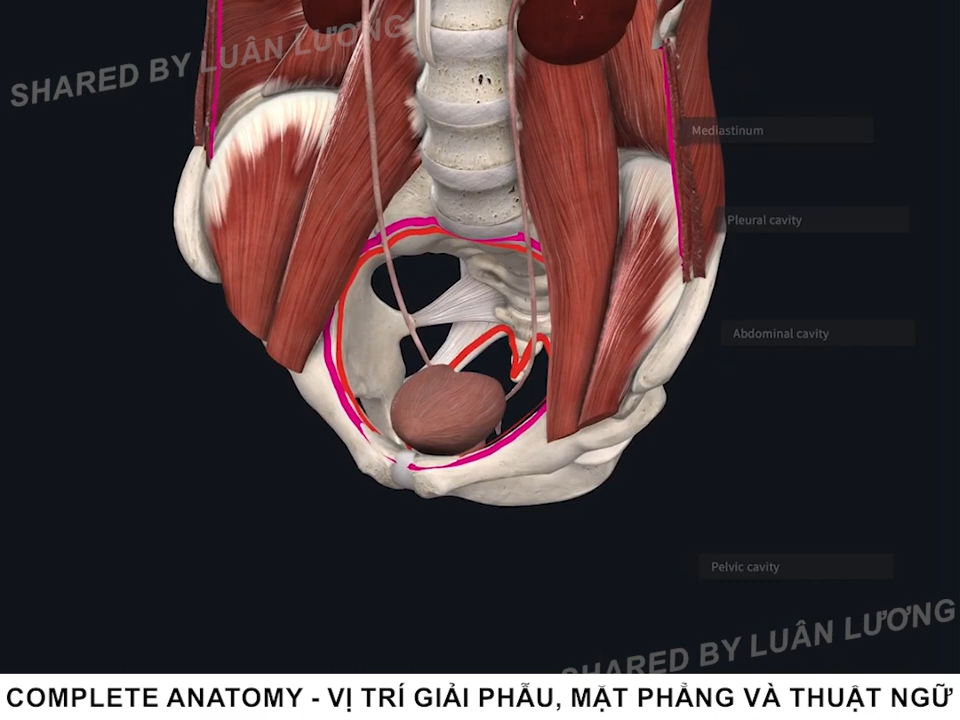 SHARED BY LUÂN LƯƠNG
Mediastinum
Pleural cavity
Abdominal cavity
Pelvic cavity
SHARED BY LUÂN LƯƠNG
COMPLETE ANATOMY - VỊ TRÍ GIẢI PHẪU, MẶT PHẲNG VÀ THUẬT NGỮ